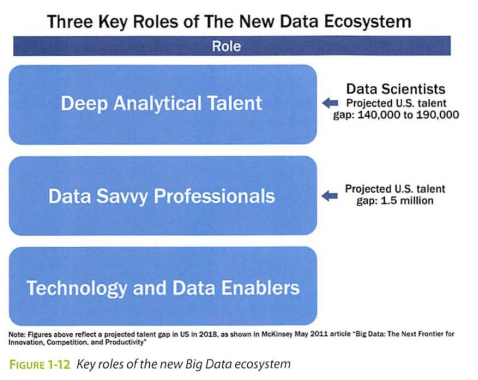 Three Key Roles of The New Data Ecosystem
Role
Deep Analytical Talent
Data Scientists
Projected U.S. talent
gap: 140,000 to 190,000
Data Savvy Professionals
Projected U.S. talent
gap: 1.5 million
Technology and Data Enablers
Note: Figures above reflect a projected talent gap in US in 2018, as shown in McKinsey May 2011 article "Big Data: The Next Frontier for
Innovation, Competition, and Productivity"
FIGURE 1-12 Key roles of the new Big Data ecosystem